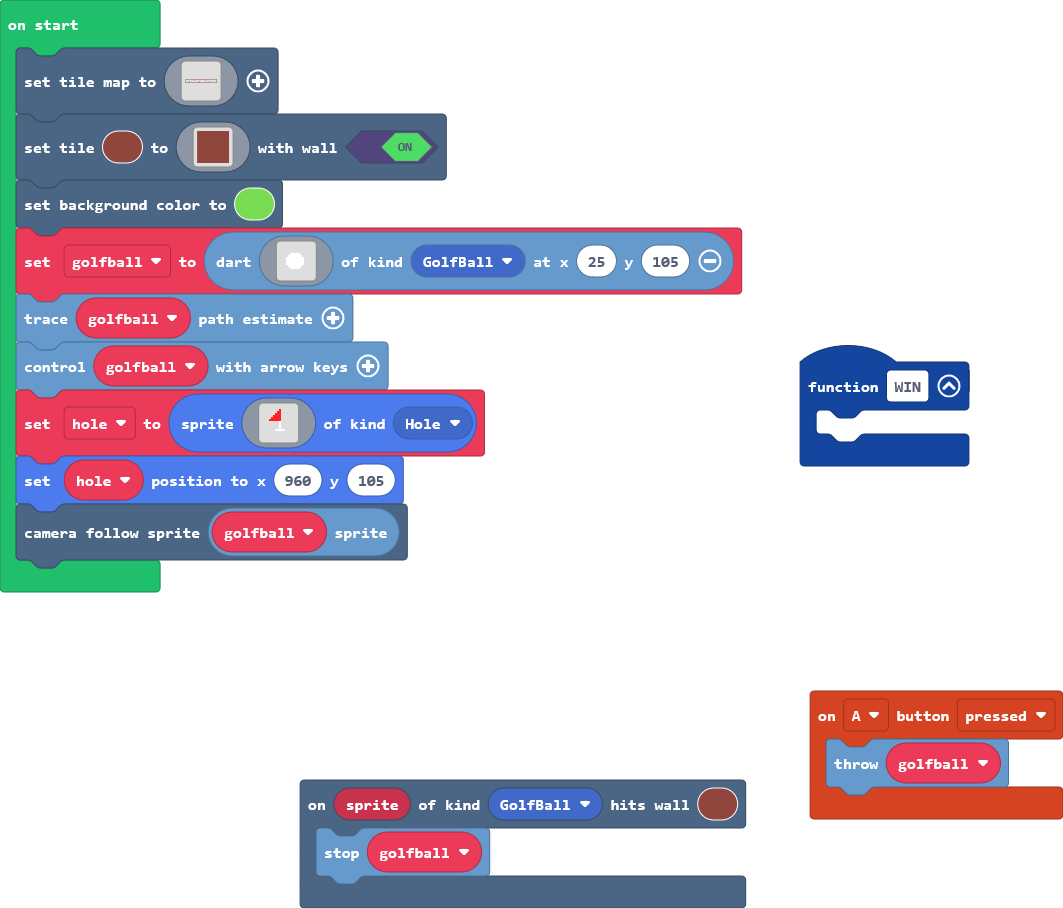 on start
set tile map to
set tile to with wall ON
set background color to
set golfball to dart of kind GolfBall at x 25 y 105
trace golfball path estimate
control golfball with arrow keys
set hole to sprite of kind Hole
set hole position to x 960 y 105
camera follow sprite golfball sprite
function WIN
on A button pressed
throw golfball
on sprite of kind GolfBall hits wall
stop golfball